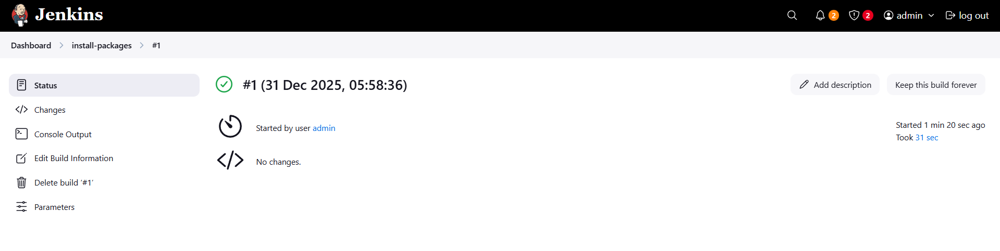 Jenkins
2
2
admin
log out
Dashboard
install-packages
#1
Status
Changes
Console Output
Edit Build Information
Delete build ‘#1’
Parameters
#1 (31 Dec 2025, 05:58:36)
Add description
Keep this build forever
Started by user admin
Started 1 min 20 sec ago
Took 31 sec
No changes.